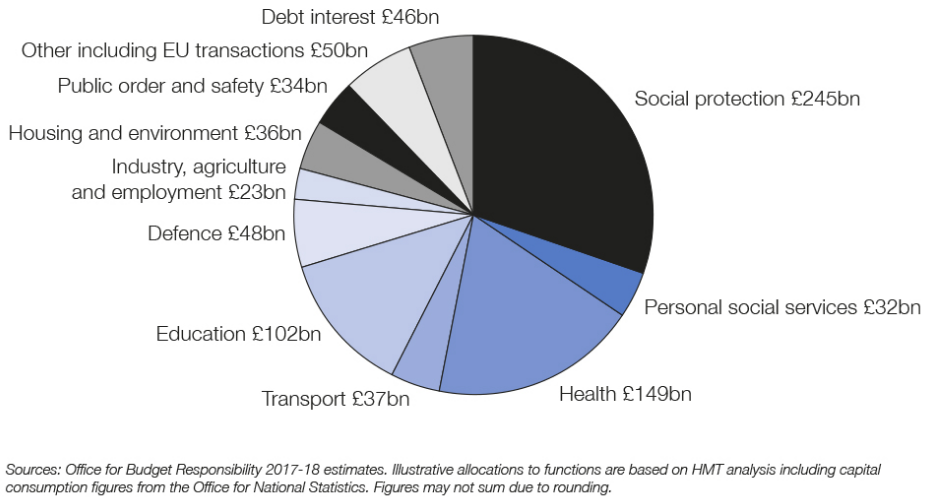 Debt interest £46bn
Other including EU transactions £50bn
Public order and safety £34bn
Housing and environment £36bn
Industry, agriculture
and employment £23bn
Defence £48bn
Education £102bn
Transport £37bn
Health £149bn
Personal social services £32bn
Social protection £245bn
Sources: Office for Budget Responsibility 2017-18 estimates. Illustrative allocations to functions are based on HMT analysis including capital
consumption figures from the Office for National Statistics. Figures may not sum due to rounding.